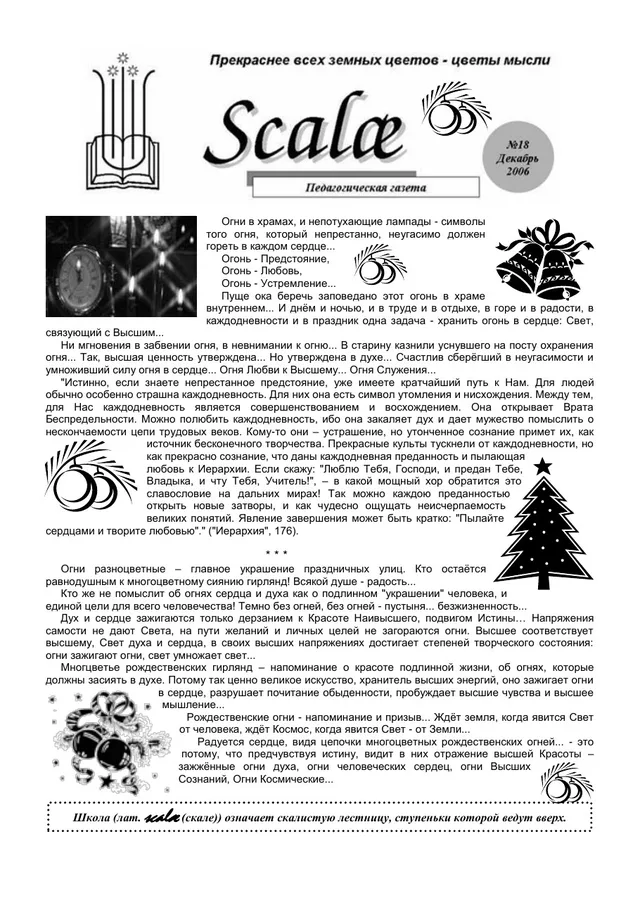 Прекраснее всех земных цветов - цветы мысли
Scalæ
№18
Декабрь
2006
Педагогическая газета
Огни в храмах, и непотухающие лампады - символы
того огня, который непрестанно, неугасимо должен
гореть в каждом сердце...
Огонь - Предстояние,
Огонь - Любовь,
Огонь - Устремление...
Пуще ока беречь заповедано этот огонь в храме
внутреннем... И днём и ночью, и в труде и в отдыхе, в горе и в радости, в
каждодневности и в праздник одна задача - хранить огонь в сердце: Свет,
связующий с Высшим...
Ни мгновения в забвении огня, в невнимании к огню... В старину казнили уснувшего на посту охранения
огня... Так, высшая ценность утверждена... Но утверждена в духе... Счастлив сберёгший в неугасимости и
умноживший силу огня в сердце... Огня Любви к Высшему... Огня Служения...
"Истинно, если знаете непрестанное предстояние, уже имеете кратчайший путь к Нам. Для людей
обычно особенно страшна каждодневность. Для них она есть символ утомления и нисхождения. Между тем,
для Нас каждодневность является совершенствованием и восхождением. Она открывает Врата
Беспредельности. Можно полюбить каждодневность, ибо она закаляет дух и дает мужество помыслить о
нескончаемости цепи трудовых веков. Кому-то они – устрашение, но утонченное сознание примет их, как
источник бесконечного творчества. Прекрасные культы тускнели от каждодневности, но
как прекрасно сознание, что даны каждодневная преданность и пылающая
любовь к Иерархии. Если скажу: "Люблю Тебя, Господи, и предан Тебе,
Владыка, и чту Тебя, Учитель!", – в какой мощный хор обратится это
славословие на дальних мирах! Так можно каждою преданностью
открыть новые затворы, и как чудесно ощущать неисчерпаемость
великих понятий. Явление завершения может быть кратко: "Пылайте
сердцами и творите любовью"." ("Иерархия", 176).
* * *
Огни разноцветные – главное украшение праздничных улиц. Кто остаётся
равнодушным к многоцветному сиянию гирлянд! Всякой душе - радость...
Кто же не помыслит об огнях сердца и духа как о подлинном "украшении" человека, и
единой цели для всего человечества! Темно без огней, без огней - пустыня... безжизненность...
Дух и сердце зажигаются только дерзанием к Красоте Наивысшего, подвигом Истины... Напряжения
самости не дают Света, на пути желаний и личных целей не загораются огни. Высшее соответствует
высшему, Свет духа и сердца, в своих высших напряжениях достигает степеней творческого состояния:
огни зажигают огни, свет умножает свет...
Многцветье рождественских гирлянд – напоминание о красоте подлинной жизни, об огнях, которые
должны засиять в духе. Потому так ценно великое искусство, хранитель высших энергий, оно зажигает огни
в сердце, разрушает почитание обыденности, пробуждает высшие чувства и высшее
мышление...
Рождественские огни - напоминание и призыв... Ждёт земля, когда явится Свет
от человека, ждёт Космос, когда явится Свет - от Земли...
Радуется сердце, видя цепочки многоцветных рождественских огней... - это
потому, что предчувствуя истину, видит в них отражение высшей Красоты –
зажжённые огни духа, огни человеческих сердец, огни Высших
Сознаний, Огни Космические...
Школа (лат. scalæ (скале)) означает скалистую лестницу, ступеньки которой ведут вверх.